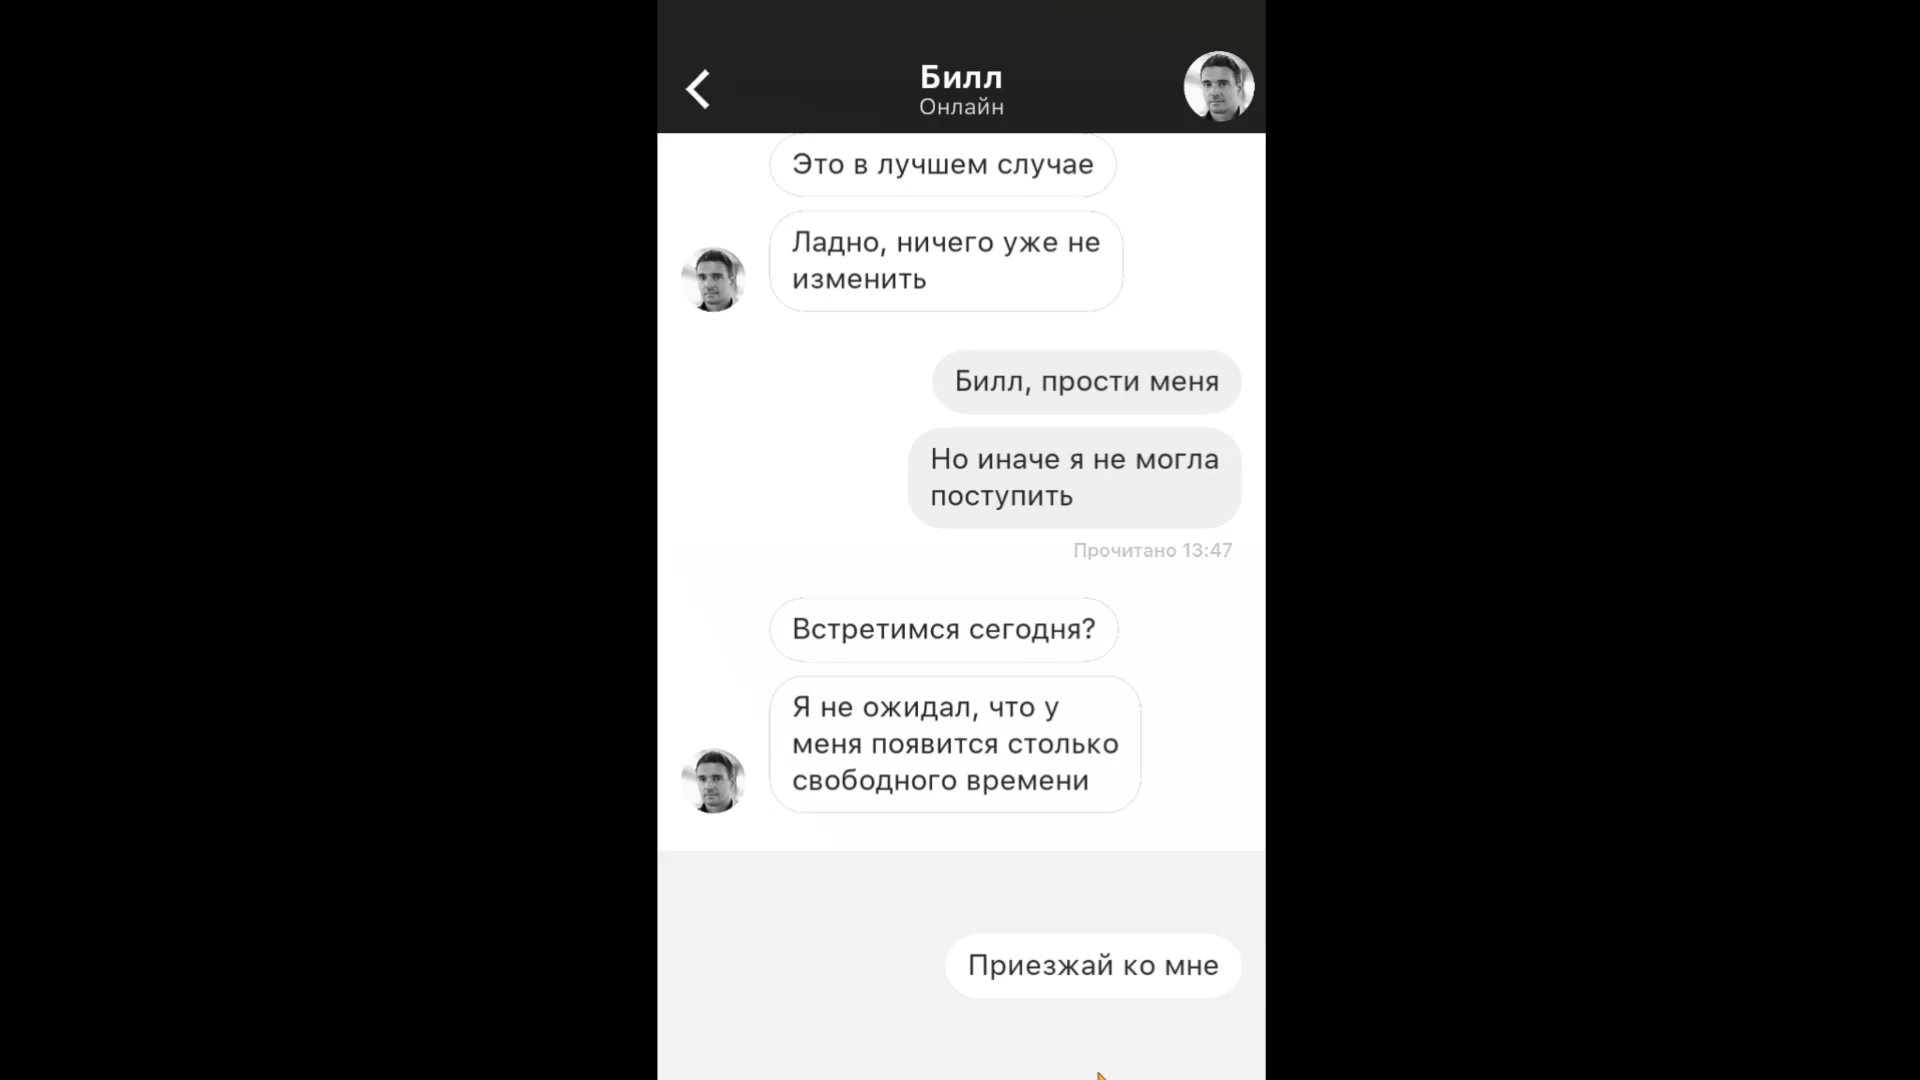 Билл
Онлайн
Это в лучшем случае
Ладно, ничего уже не
изменить
Билл, прости меня
Но иначе я не могла
поступить
Прочитано 13:47
Встретимся сегодня?
Я не ожидал, что у
меня появится столько
свободного времени
Приезжай ко мне